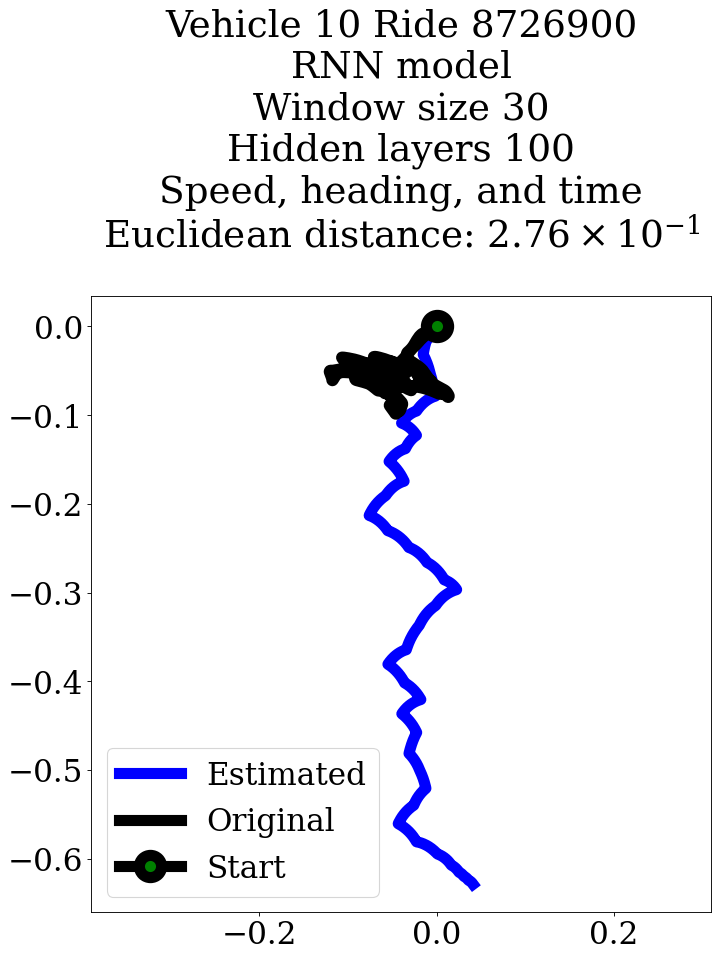 Vehicle 10 Ride 8726900
RNN model
Window size 30
Hidden layers 100
Speed, heading, and time
Euclidean distance: 2.76 × 10⁻¹
0.0
−0.1
−0.2
−0.3
−0.4
−0.5
−0.6
Estimated
Original
Start
−0.2 0.0 0.2